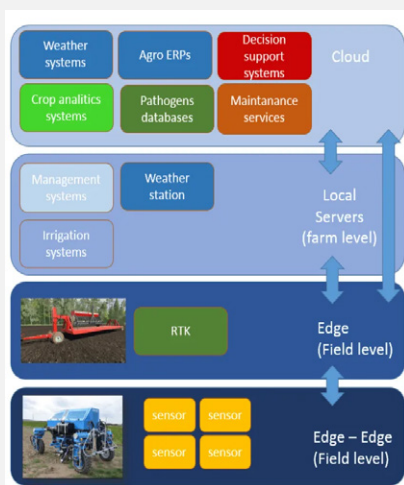 Weather
systems
Agro ERPs
Decision
support
systems
Cloud
Crop analitics
systems
Pathogens
databases
Maintanance
services
Management
systems
Weather
station
Local
Servers
(farm level)
Irrigation
systems
RTK
Edge
(Field level)
sensor
sensor
sensor
sensor
Edge – Edge
(Field level)